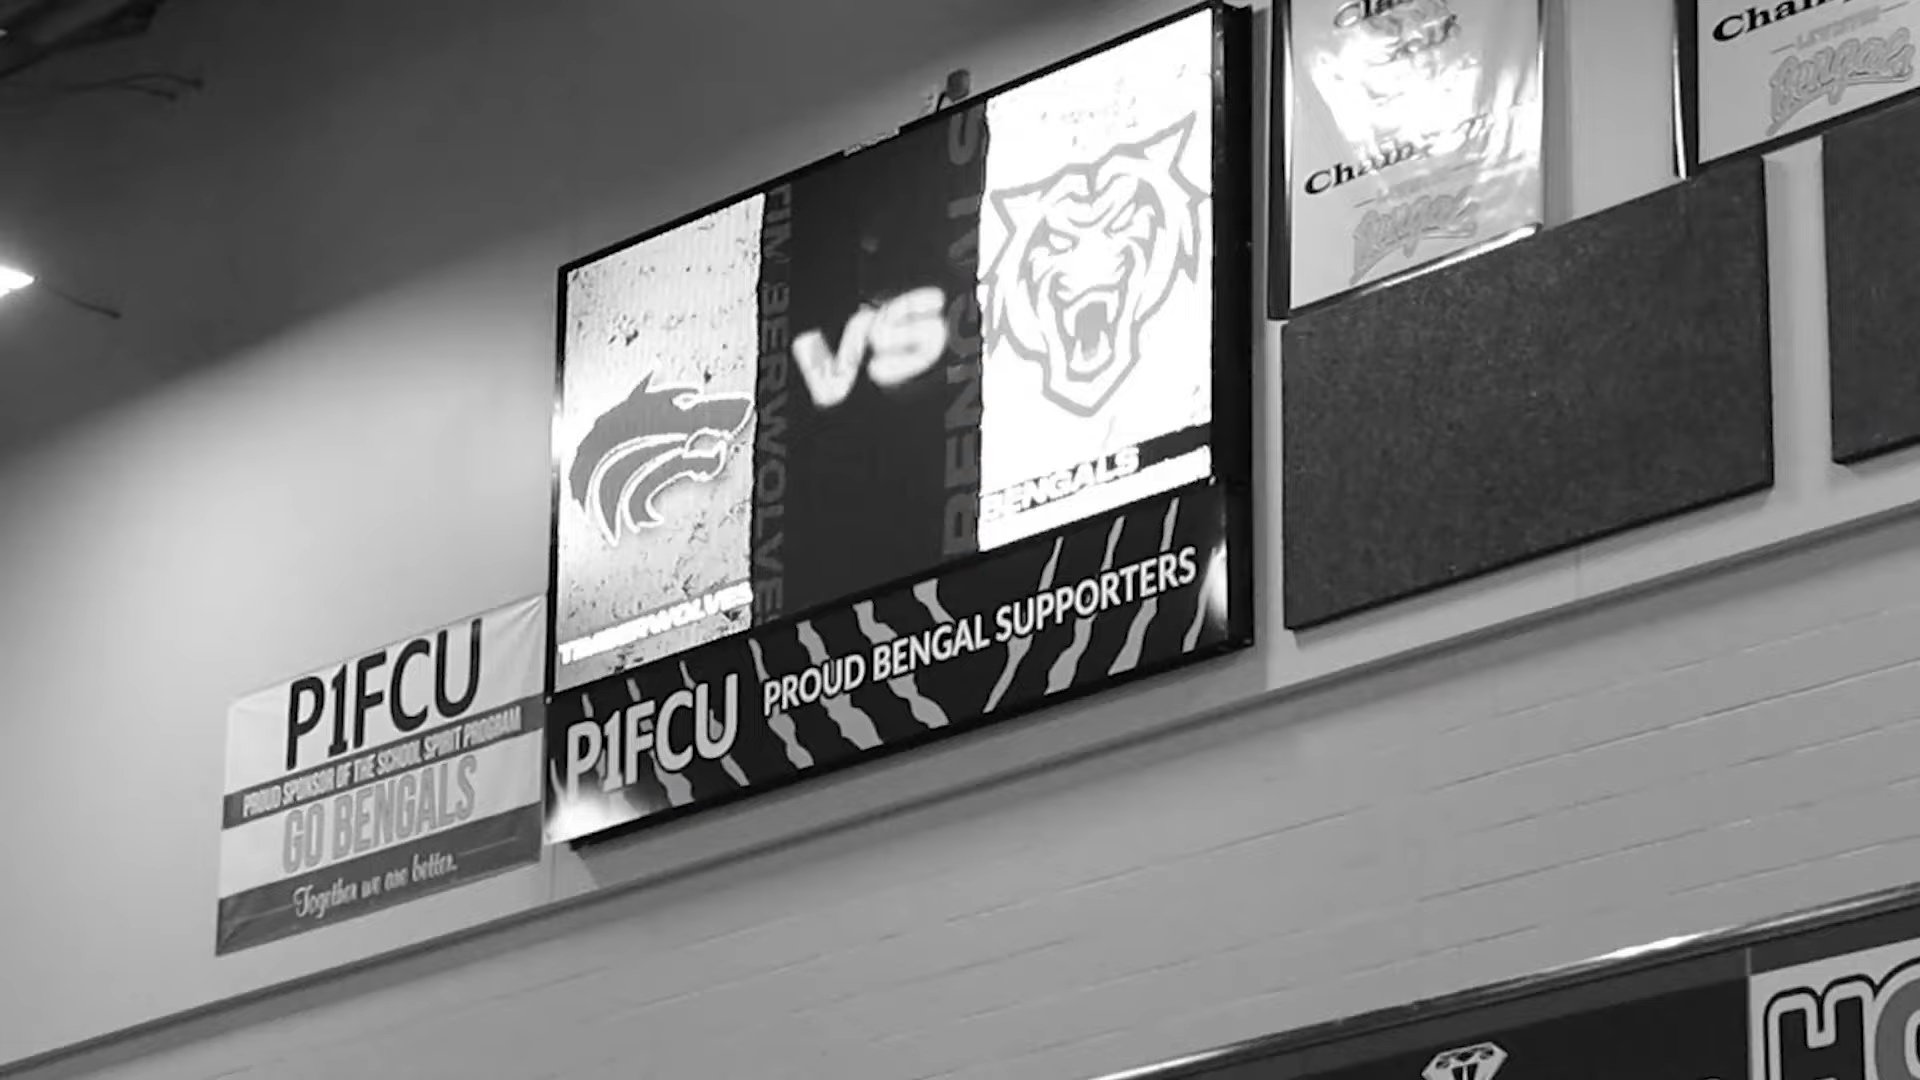 TIMBERWOLVES
TIMBERWOLVES
VS
BENGALS
BENGALS
P1FCU PROUD BENGAL SUPPORTERS
P1FCU
PROUD SPONSOR OF THE SCHOOL SPIRIT PROGRAM
GO BENGALS
Together we are better.
Bengals
Bengals